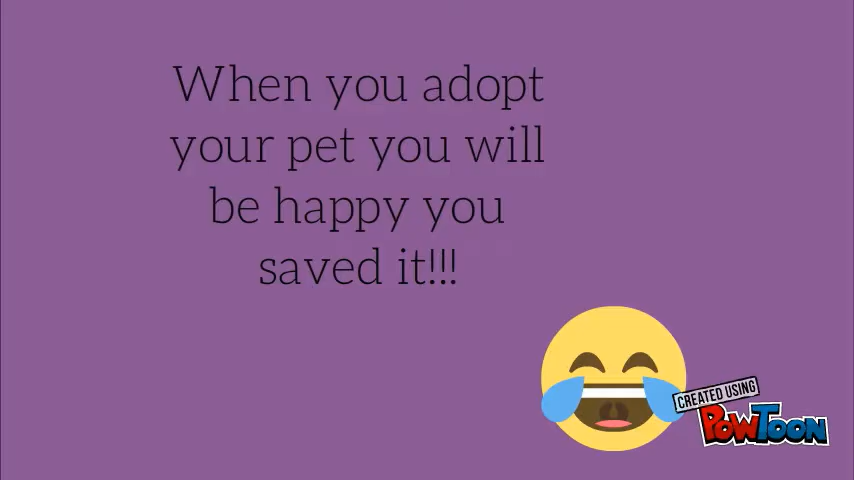 When you adopt
your pet you will
be happy you
saved it!!!
CREATED USING
POWTOON